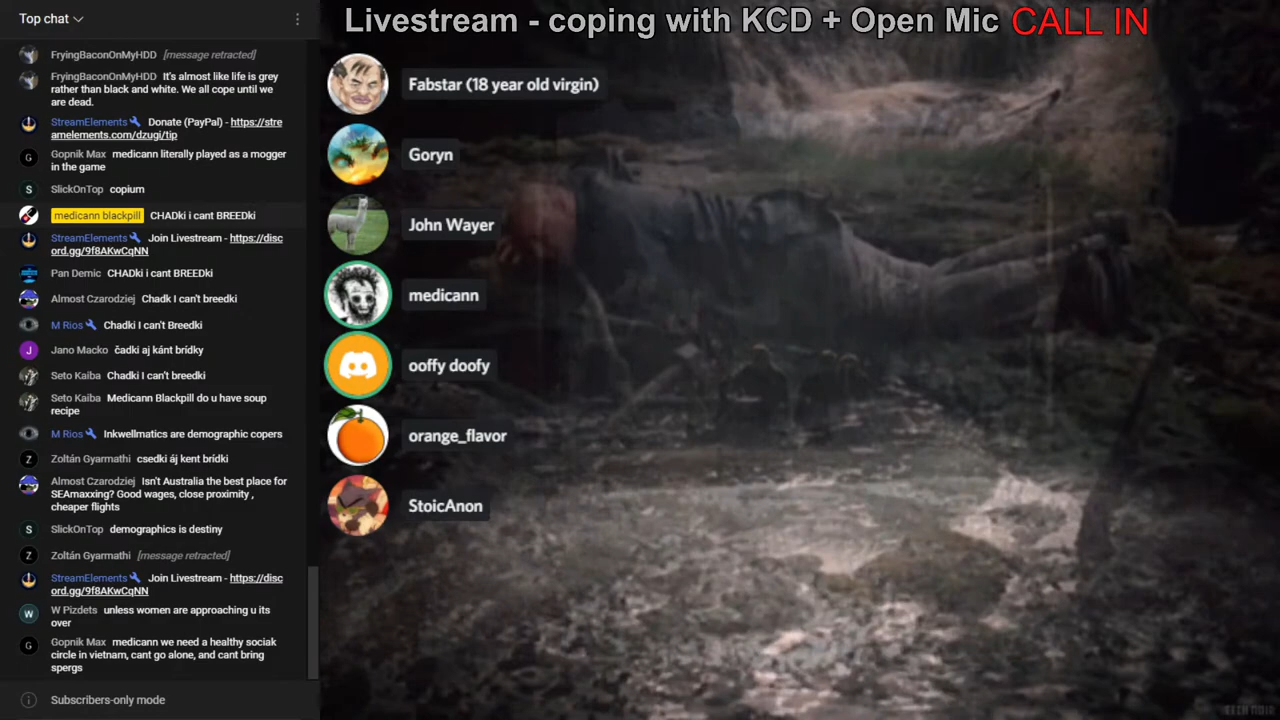 Top chat
FryingBaconOnMyHDD [message retracted]
FryingBaconOnMyHDD It's almost like life is grey
rather than black and white. We all cope until we
are dead.
StreamElements Donate (PayPal) - https://stre
amelements.com/dzugi/tip
G Gopnik Max medicann literally played as a mogger
in the game
S SlickOnTop copium
medicann blackpill CHADki i cant BREEDki
StreamElements Join Livestream - https://disc
ord.gg/9f8AKwCqNN
Pan Demic CHADki i cant BREEDki
Almost Czarodziej Chadk I can't breedki
M Rios Chadki I can't Breedki
J Jano Macko čadki aj kánt brídky
Seto Kaiba Chadki I can't breedki
Seto Kaiba Medicann Blackpill do u have soup
recipe
M Rios Inkwellmatics are demographic copers
Z Zoltán Gyarmathi csedki áj kent brídki
Almost Czarodziej Isn't Australia the best place for
SEAmaxxing? Good wages, close proximity ,
cheaper flights
S SlickOnTop demographics is destiny
Z Zoltán Gyarmathi [message retracted]
StreamElements Join Livestream - https://disc
ord.gg/9f8AKwCqNN
W W Pizdets unless women are approaching u its
over
G Gopnik Max medicann we need a healthy sociak
circle in vietnam, cant go alone, and cant bring
spergs
Subscribers-only mode
Livestream - coping with KCD + Open Mic CALL IN
Fabstar (18 year old virgin)
Goryn
John Wayer
medicann
ooffy doofy
orange_flavor
StoicAnon